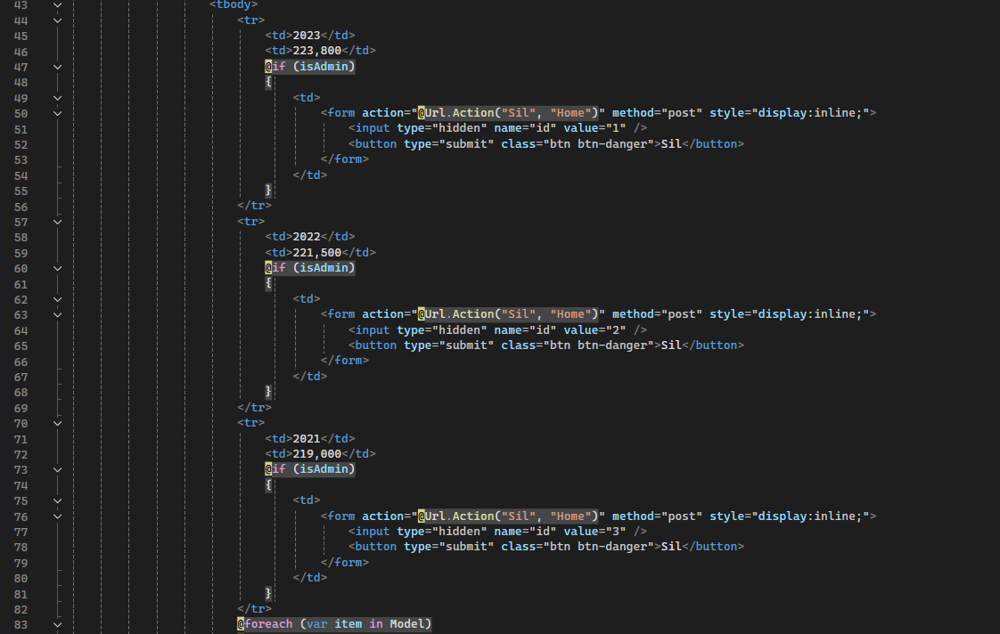 43 <tbody>
44 <tr>
45 <td>2023</td>
46 <td>223,800</td>
47 @if (isAdmin)
48 {
49 <td>
50 <form action="@Url.Action("Sil", "Home")" method="post" style="display:inline;">
51 <input type="hidden" name="id" value="1" />
52 <button type="submit" class="btn btn-danger">Sil</button>
53 </form>
54 </td>
55 }
56 </tr>
57 <tr>
58 <td>2022</td>
59 <td>221,500</td>
60 @if (isAdmin)
61 {
62 <td>
63 <form action="@Url.Action("Sil", "Home")" method="post" style="display:inline;">
64 <input type="hidden" name="id" value="2" />
65 <button type="submit" class="btn btn-danger">Sil</button>
66 </form>
67 </td>
68 }
69 </tr>
70 <tr>
71 <td>2021</td>
72 <td>219,000</td>
73 @if (isAdmin)
74 {
75 <td>
76 <form action="@Url.Action("Sil", "Home")" method="post" style="display:inline;">
77 <input type="hidden" name="id" value="3" />
78 <button type="submit" class="btn btn-danger">Sil</button>
79 </form>
80 </td>
81 }
82 </tr>
83 @foreach (var item in Model)